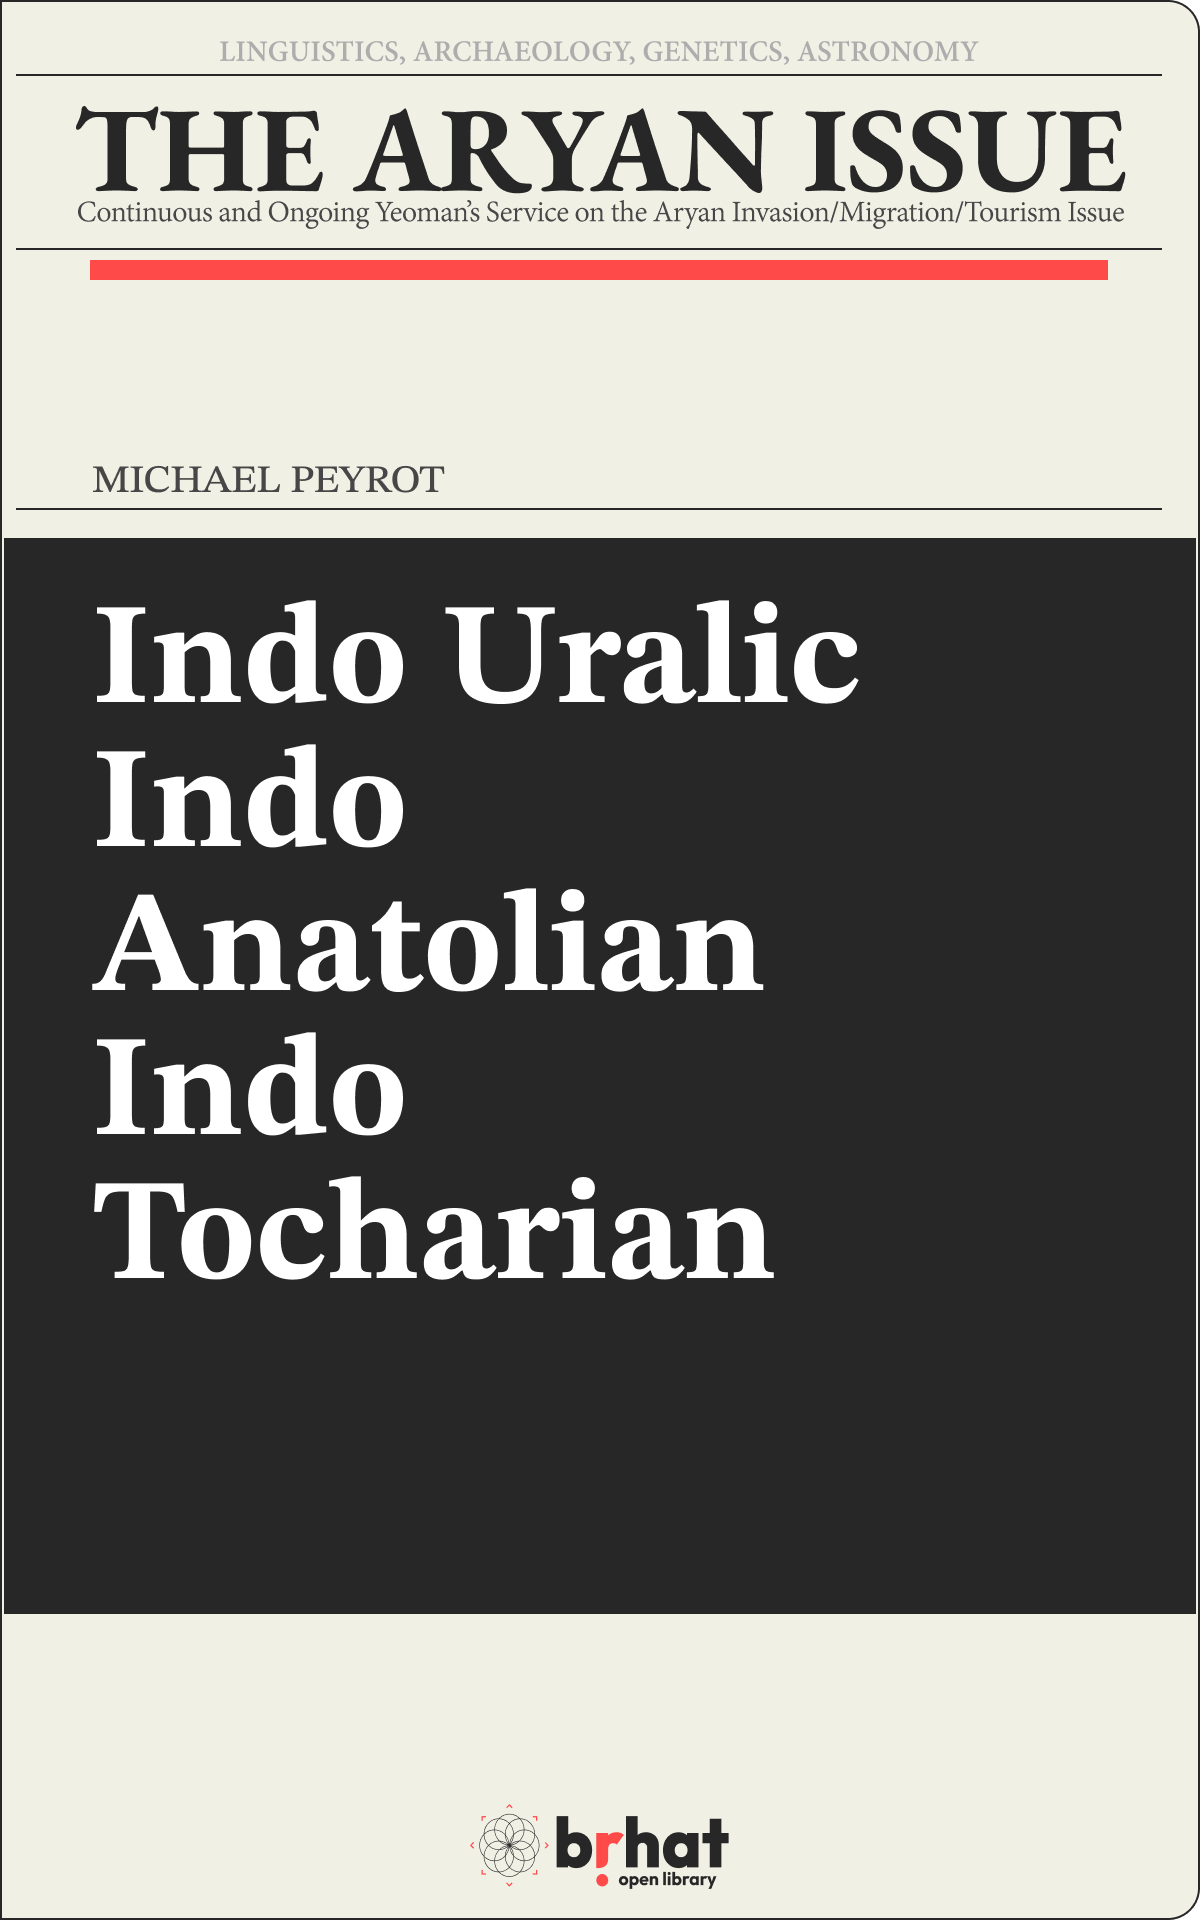 LINGUISTICS, ARCHAEOLOGY, GENETICS, ASTRONOMY
THE ARYAN ISSUE
Continuous and Ongoing Yeoman's Service on the Aryan Invasion/Migration/Tourism Issue
MICHAEL PEYROT
Indo Uralic
Indo
Anatolian
Indo
Tocharian
bṛhat
open library